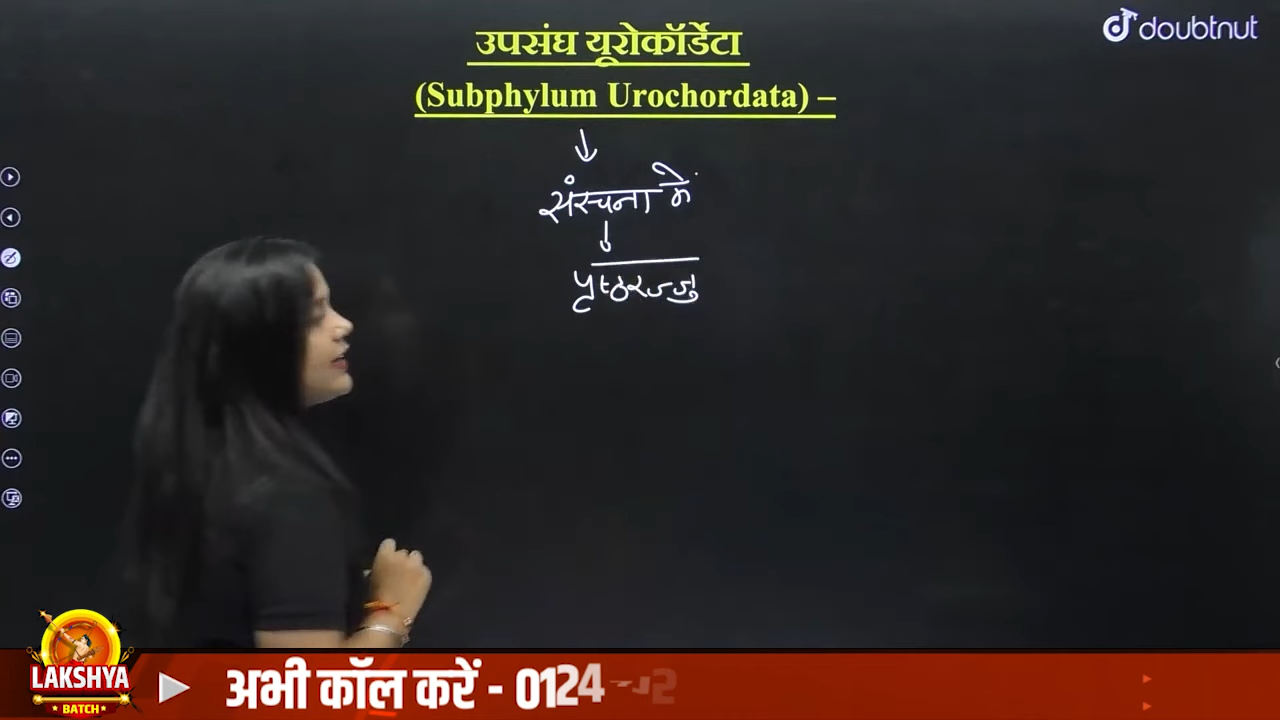 उपसंघ यूरोकॉर्डेटा
doubtnut
(Subphylum Urochordata) –
संरचना में
पृष्ठरज्जु
LAKSHYA
BATCH
अभी कॉल करें - 0124